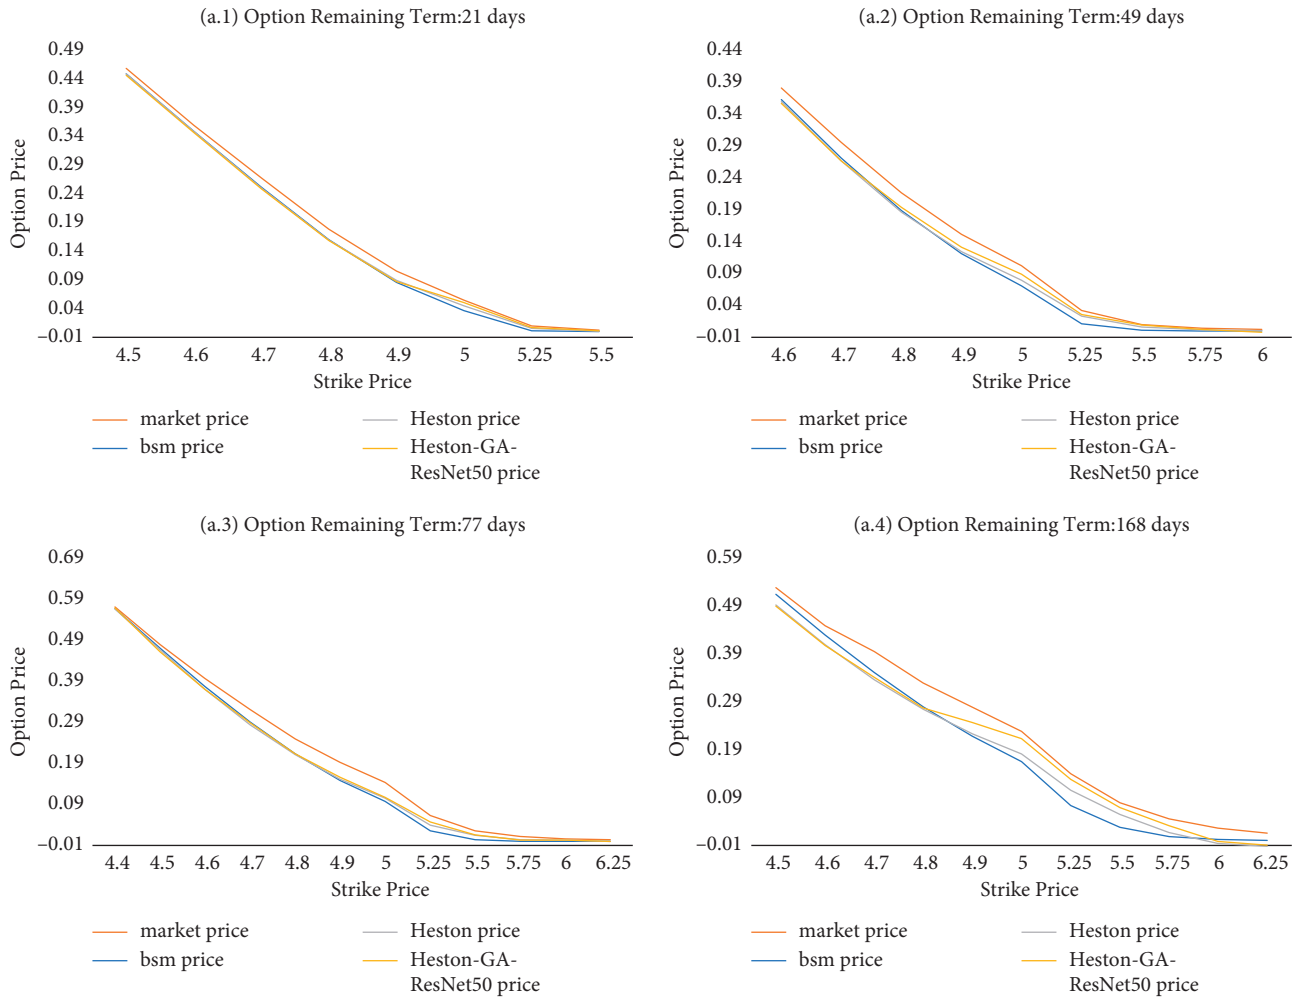 (a.1) Option Remaining Term:21 days
0.49
0.44
0.39
0.34
0.29
0.24
0.19
0.14
0.09
0.04
–0.01
Option Price
4.5 4.6 4.7 4.8 4.9 5 5.25 5.5
Strike Price
market price
bsm price
Heston price
Heston-GA-
ResNet50 price
(a.2) Option Remaining Term:49 days
0.44
0.39
0.34
0.29
0.24
0.19
0.14
0.09
0.04
–0.01
Option Price
4.6 4.7 4.8 4.9 5 5.25 5.5 5.75 6
Strike Price
market price
bsm price
Heston price
Heston-GA-
ResNet50 price
(a.3) Option Remaining Term:77 days
0.69
0.59
0.49
0.39
0.29
0.19
0.09
–0.01
Option Price
4.4 4.5 4.6 4.7 4.8 4.9 5 5.25 5.5 5.75 6 6.25
Strike Price
market price
bsm price
Heston price
Heston-GA-
ResNet50 price
(a.4) Option Remaining Term:168 days
0.59
0.49
0.39
0.29
0.19
0.09
–0.01
Option Price
4.5 4.6 4.7 4.8 4.9 5 5.25 5.5 5.75 6 6.25
Strike Price
market price
bsm price
Heston price
Heston-GA-
ResNet50 price